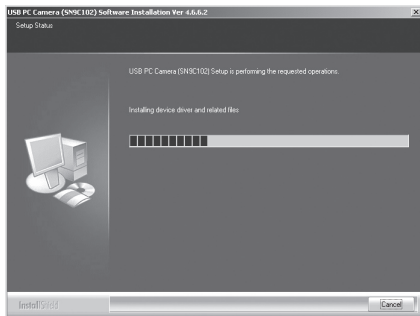 USB PC Camera (SN9C102) Software Installation Ver 4.6.6.2
Setup Status
USB PC Camera (SN9C102) Setup is performing the requested operations.
Installing device driver and related files
InstallShield
Cancel